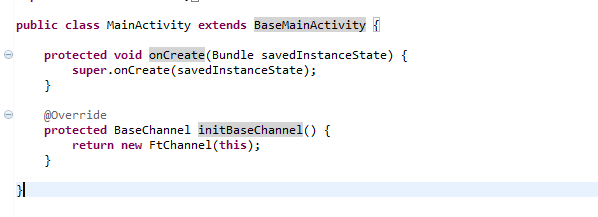 public class MainActivity extends BaseMainActivity {
protected void onCreate(Bundle savedInstanceState) {
super.onCreate(savedInstanceState);
}
@Override
protected BaseChannel initBaseChannel() {
return new FtChannel(this);
}
}